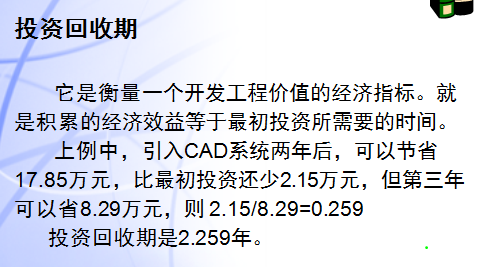 投资回收期
它是衡量一个开发工程价值的经济指标。就
是积累的经济效益等于最初投资所需要的时间。
上例中，引入CAD系统两年后，可以节省
17.85万元，比最初投资还少2.15万元，但第三年
可以省8.29万元，则 2.15/8.29=0.259
投资回收期是2.259年。